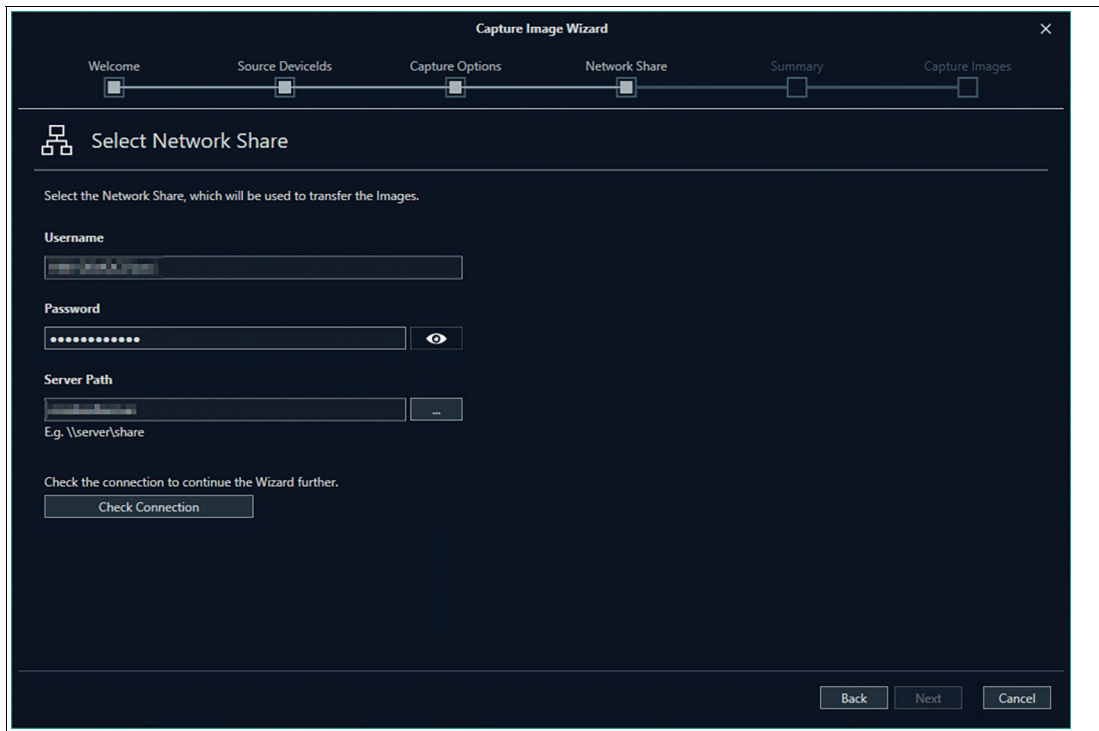 Capture Image Wizard
Welcome Source DeviceIds Capture Options Network Share Summary Capture Images
Select Network Share
Select the Network Share, which will be used to transfer the Images.
Username
Password
••••••••••••
Server Path
...
E.g. \\server\share
Check the connection to continue the Wizard further.
Check Connection
Back Next Cancel